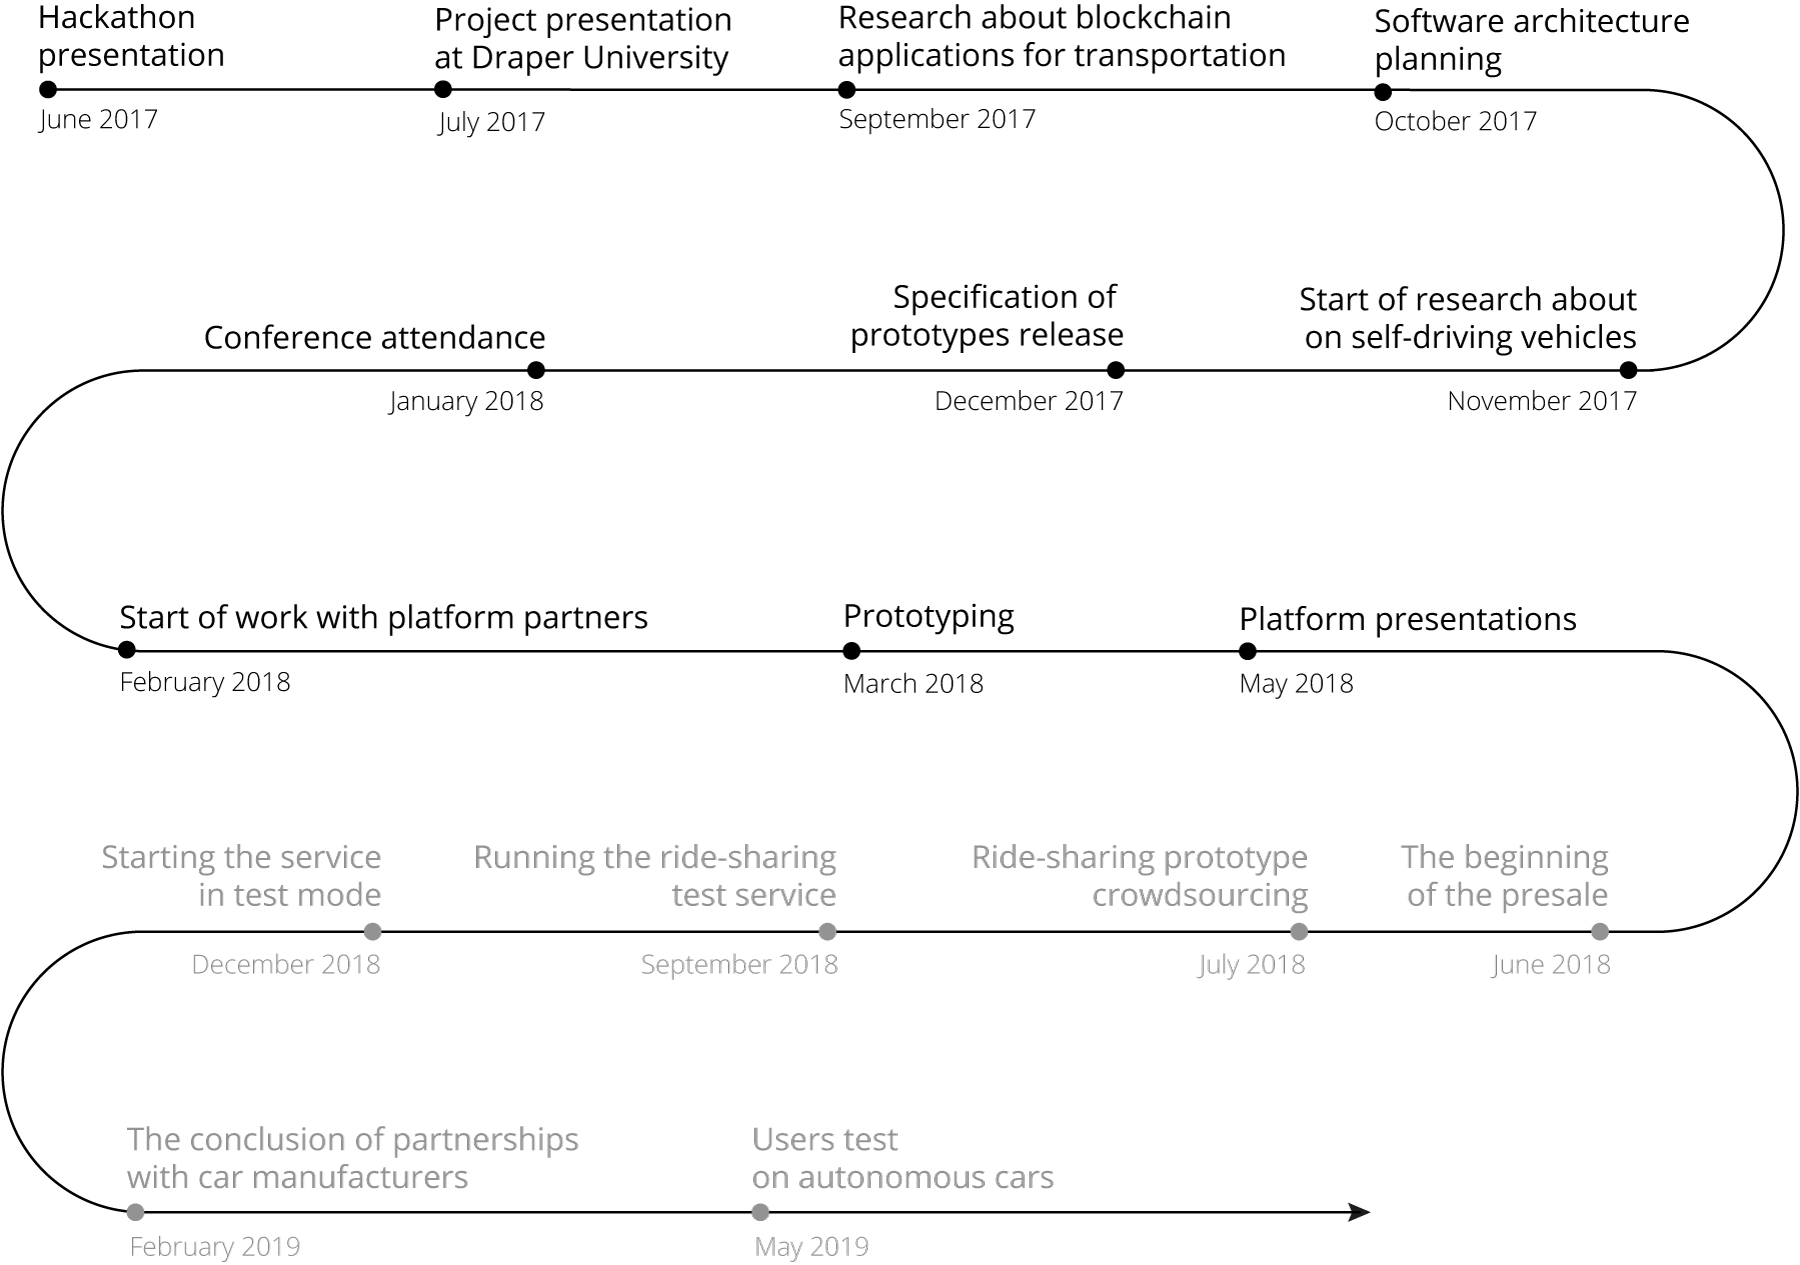 Hackathon
presentation
June 2017
Project presentation
at Draper University
July 2017
Research about blockchain
applications for transportation
September 2017
Software architecture
planning
October 2017
Start of research about
on self-driving vehicles
November 2017
Specification of
prototypes release
December 2017
Conference attendance
January 2018
Start of work with platform partners
February 2018
Prototyping
March 2018
Platform presentations
May 2018
The beginning
of the presale
June 2018
Ride-sharing prototype
crowdsourcing
July 2018
Running the ride-sharing
test service
September 2018
Starting the service
in test mode
December 2018
The conclusion of partnerships
with car manufacturers
February 2019
Users test
on autonomous cars
May 2019